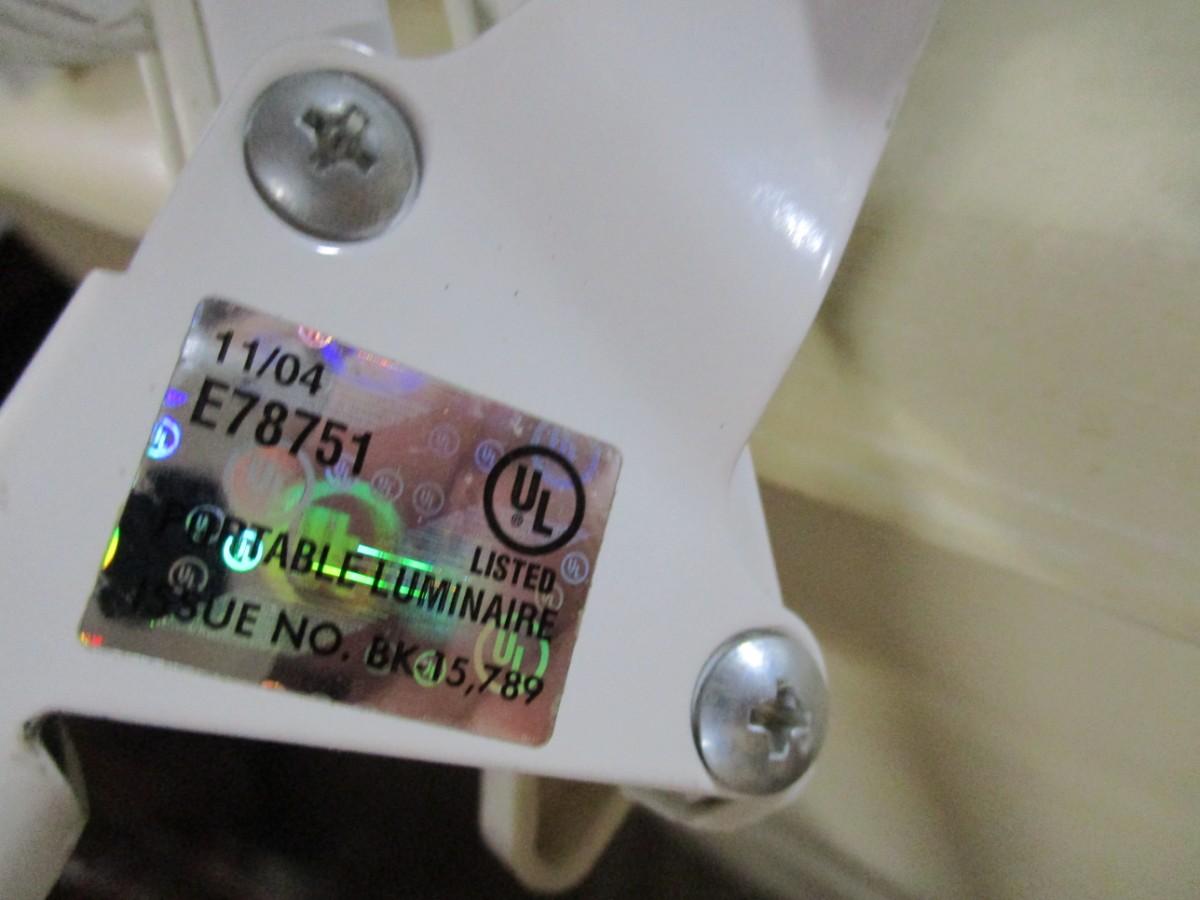 11/04
E78751
UL
®
LISTED
PORTABLE LUMINAIRE
ISSUE NO. BK-15,789